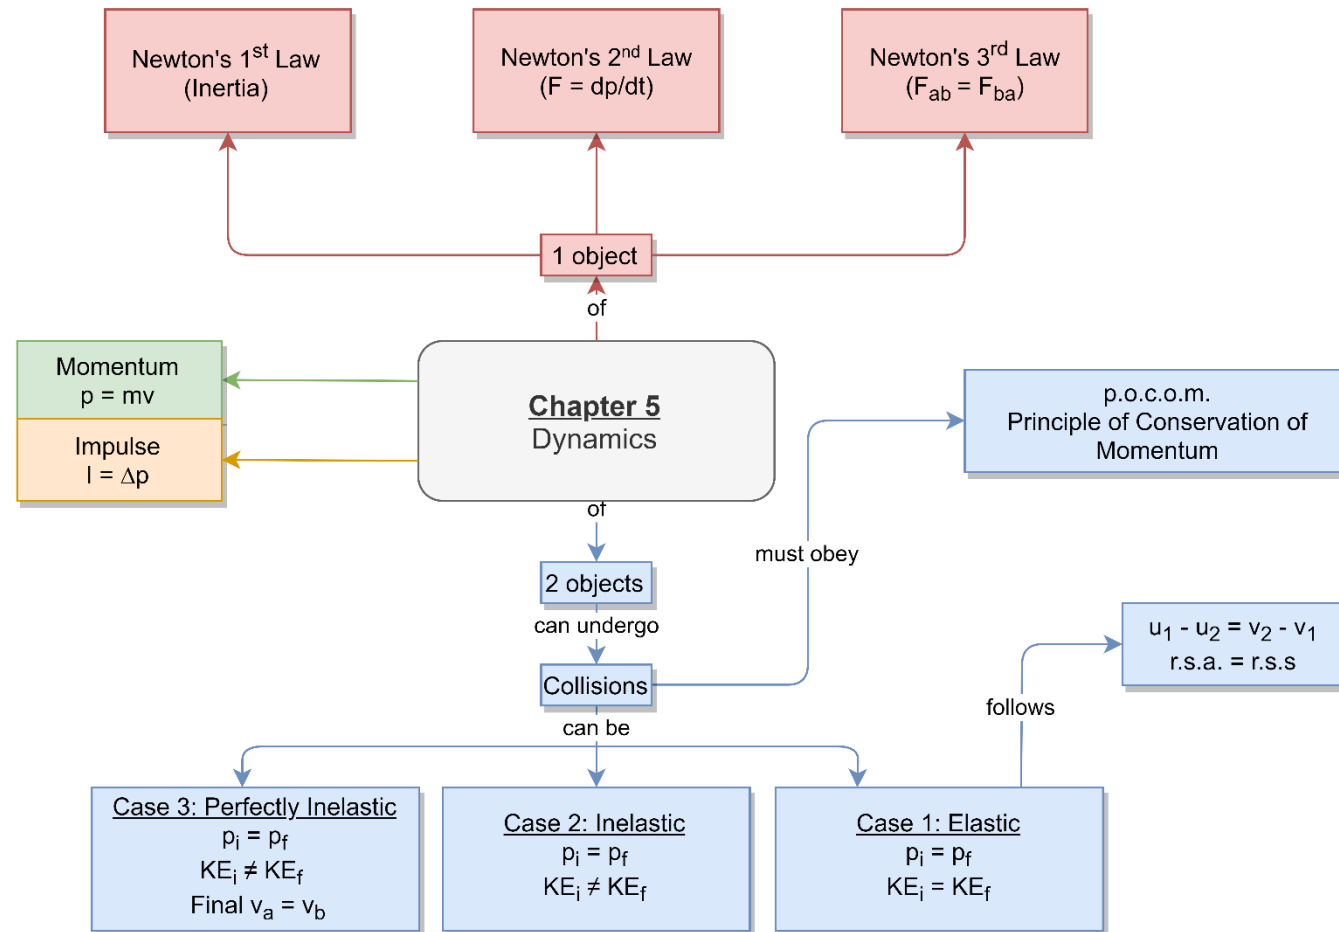 Newton's 1st Law
(Inertia)
Newton's 2nd Law
(F = dp/dt)
Newton's 3rd Law
(Fab = Fba)
1 object
of
Momentum
p = mv
Impulse
I = Δp
Chapter 5
Dynamics
p.o.c.o.m.
Principle of Conservation of
Momentum
of
2 objects
must obey
can undergo
Collisions
u1 - u2 = v2 - v1
r.s.a. = r.s.s
follows
can be
Case 3: Perfectly Inelastic
pi = pf
KEi ≠ KEf
Final va = vb
Case 2: Inelastic
pi = pf
KEi ≠ KEf
Case 1: Elastic
pi = pf
KEi = KEf